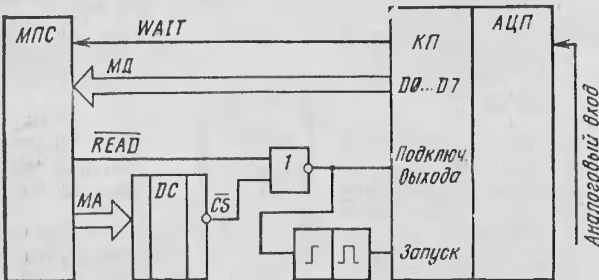 МПС
WAIT
КП
АЦП
МД
D0...D7
READ
1
Подключ.
выхода
МА
DC
CS
Запуск
Аналоговый вход